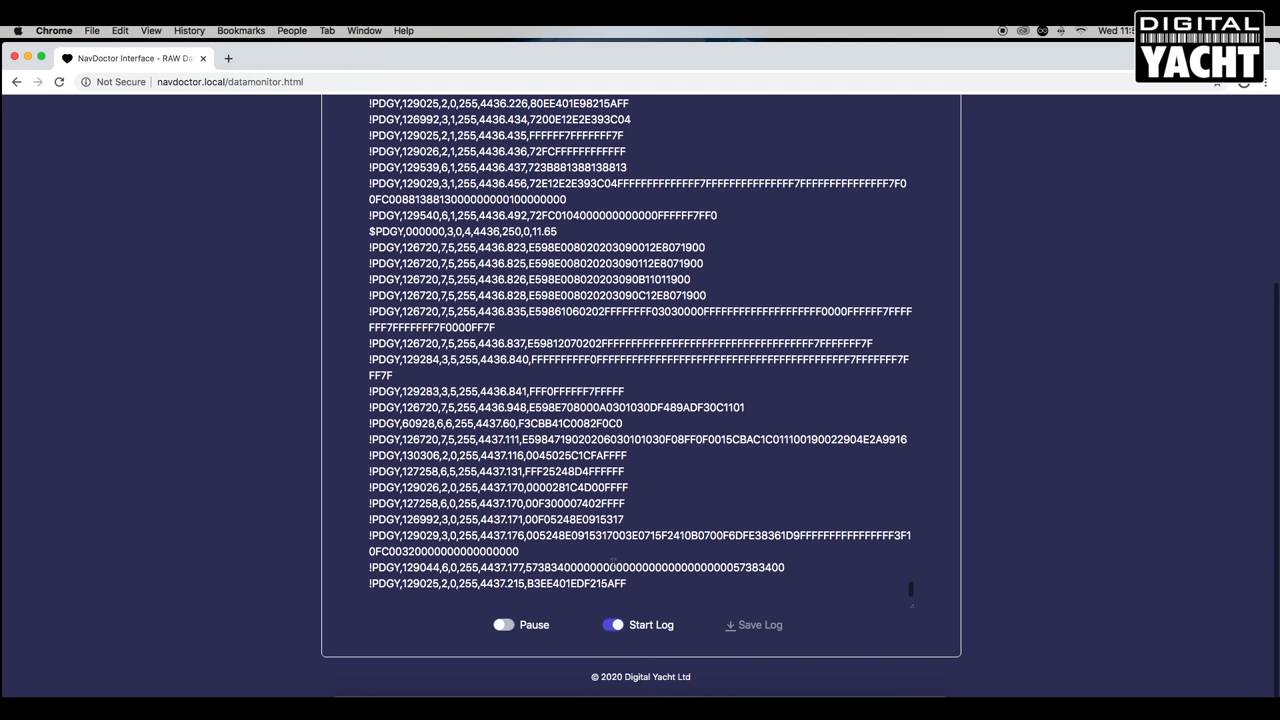 Chrome File Edit View History Bookmarks People Tab Window Help
Wed 11:5
DIGITAL
YACHT
NavDoctor Interface - RAW Da
Not Secure | navdoctor.local/datamonitor.html
!PDGY,129025,2,0,255,4436.226,80EE401E98215AFF
!PDGY,126992,3,1,255,4436.434,7200E12E2E393C04
!PDGY,129025,2,1,255,4436.435,FFFFFF7FFFFFFF7F
!PDGY,129026,2,1,255,4436.436,72FCFFFFFFFFFFFF
!PDGY,129539,6,1,255,4436.437,723B881388138813
!PDGY,129029,3,1,255,4436.456,72E12E2E393C04FFFFFFFFFFFFFF7FFFFFFFFFFFFFFF7FFFFFFFFFFFFFFF7F0
0FC00881388130000000000100000000
!PDGY,129540,6,1,255,4436.492,72FC0104000000000000FFFFFF7FF0
$PDGY,000000,3,0,4,4436,250,0,11.65
!PDGY,126720,7,5,255,4436.823,E598E008020203090012E8071900
!PDGY,126720,7,5,255,4436.825,E598E008020203090112E8071900
!PDGY,126720,7,5,255,4436.826,E598E008020203090B11011900
!PDGY,126720,7,5,255,4436.828,E598E008020203090C12E8071900
!PDGY,126720,7,5,255,4436.835,E59861060202FFFFFFFF03030000FFFFFFFFFFFFFFFFFFFF0000FFFFFF7FFFF
FFF7FFFFFFF7F0000FF7F
!PDGY,126720,7,5,255,4436.837,E59812070202FFFFFFFFFFFFFFFFFFFFFFFFFFFFFFFFFFFFF7FFFFFFF7F
!PDGY,129284,3,5,255,4436.840,FFFFFFFFFF0FFFFFFFFFFFFFFFFFFFFFFFFFFFFFFFFFFFFFFFFFF7FFFFFFF7F
FF7F
!PDGY,129283,3,5,255,4436.841,FFF0FFFFFF7FFFFF
!PDGY,126720,7,5,255,4436.948,E598E708000A0301030DF489ADF30C1101
!PDGY,60928,6,6,255,4437.60,F3CBB41C0082F0C0
!PDGY,126720,7,5,255,4437.111,E5984719020206030101030F08FF0F0015CBAC1C011100190022904E2A9916
!PDGY,130306,2,0,255,4437.116,0045025C1CFAFFFF
!PDGY,127258,6,5,255,4437.131,FFF25248D4FFFFFF
!PDGY,129026,2,0,255,4437.170,0000281C4D00FFFF
!PDGY,127258,6,0,255,4437.170,00F300007402FFFF
!PDGY,126992,3,0,255,4437.171,00F05248E0915317
!PDGY,129029,3,0,255,4437.176,005248E0915317003E0715F2410B0700F6DFE38361D9FFFFFFFFFFFFFFFF3F1
0FC00320000000000000000
!PDGY,129044,6,0,255,4437.177,5738340000000000000000000000000057383400
!PDGY,129025,2,0,255,4437.215,B3EE401EDF215AFF
Pause Start Log Save Log
© 2020 Digital Yacht Ltd